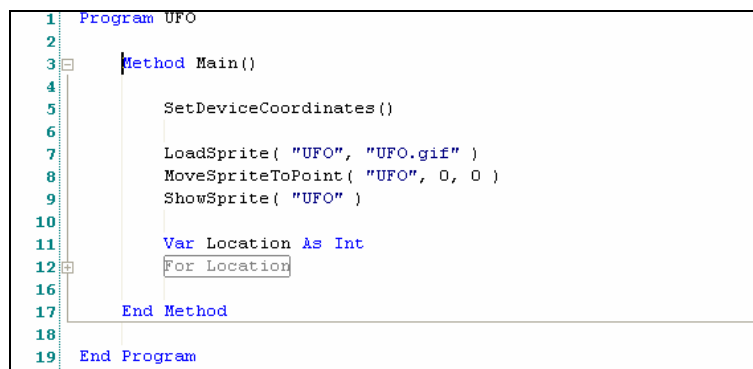 1 Program UFO
2
3 Method Main()
4
5 SetDeviceCoordinates()
6
7 LoadSprite( "UFO", "UFO.gif" )
8 MoveSpriteToPoint( "UFO", 0, 0 )
9 ShowSprite( "UFO" )
10
11 Var Location As Int
12 For Location
16
17 End Method
18
19 End Program